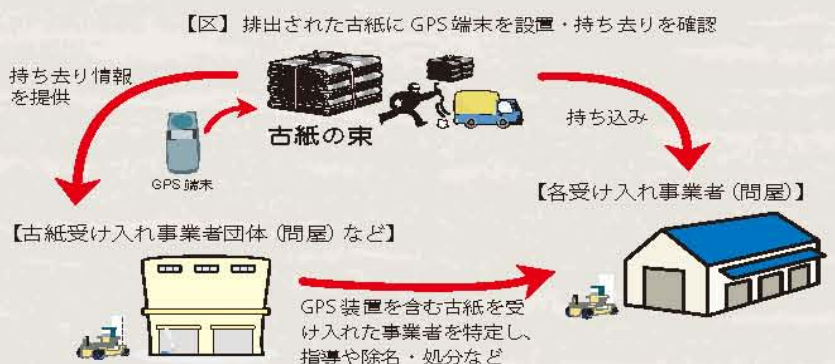 【区】排出された古紙にGPS端末を設置・持ち去りを確認
持ち去り情報
を提供
古紙の束
持ち込み
GPS端末
【各受け入れ事業者(問屋)】
【古紙受け入れ事業者団体(問屋)など】
GPS装置を含む古紙を受
け入れた事業者を特定し、
指導や除名・処分など